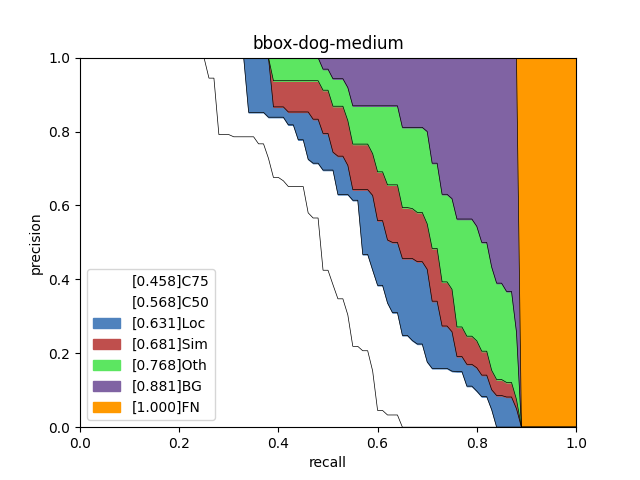 bbox-dog-medium
1.0
0.8
0.6
0.4
0.2
0.0
precision
[0.458]C75
[0.568]C50
[0.631]Loc
[0.681]Sim
[0.768]Oth
[0.881]BG
[1.000]FN
0.0 0.2 0.4 0.6 0.8 1.0
recall